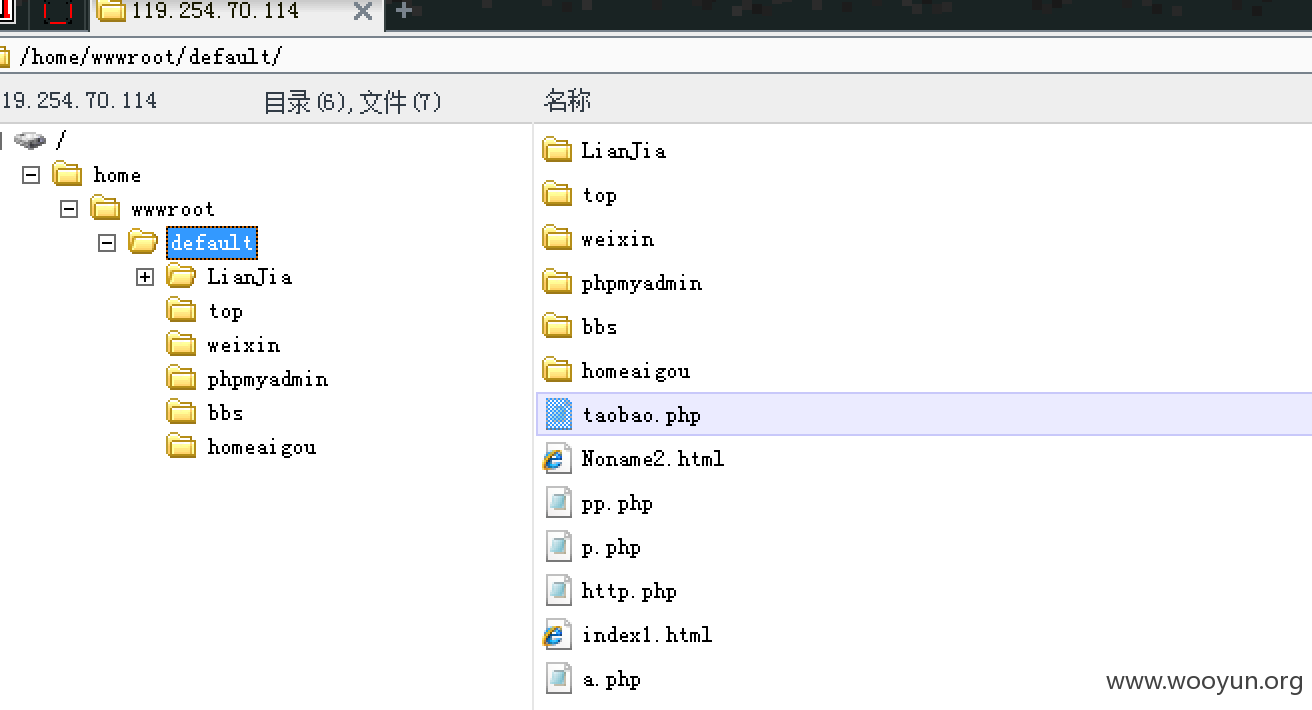 119.254.70.114
/home/wwwroot/default/
19.254.70.114 目录(6),文件(7) 名称
/
home
wwwroot
default
LianJia
top
weixin
phpmyadmin
bbs
homeaigou
LianJia
top
weixin
phpmyadmin
bbs
homeaigou
taobao.php
Noname2.html
pp.php
p.php
http.php
index1.html
a.php
www.wooyun.org